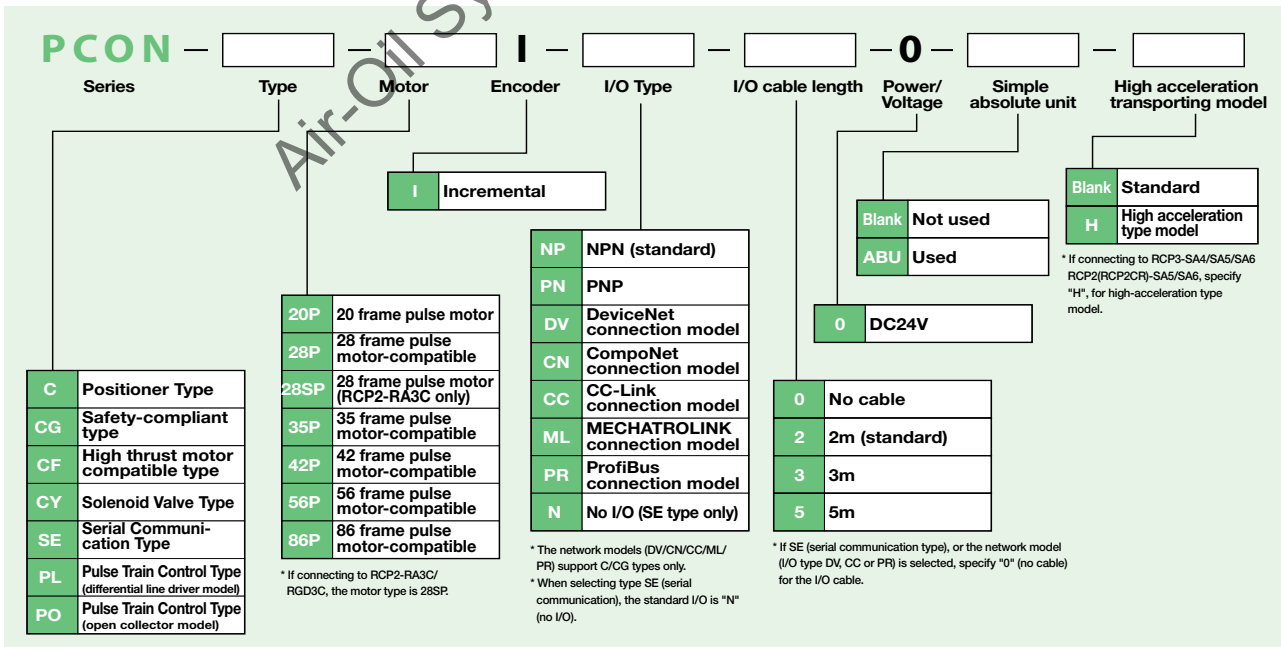 PCON — — I — — — 0 — —
Series Type Motor Encoder I/O Type I/O cable length Power/ Simple High acceleration
Voltage absolute unit transporting model
Air-Oil Sy
I Incremental
Blank Standard
H High acceleration
type model
* If connecting to RCP3-SA4/SA5/SA6
RCP2(RCP2CR)-SA5/SA6, specify
"H", for high-acceleration type
model.
Blank Not used
ABU Used
0 DC24V
NP NPN (standard)
PN PNP
DV DeviceNet
connection model
CN CompoNet
connection model
CC CC-Link
connection model
ML MECHATROLINK
connection model
PR ProfiBus
connection model
N No I/O (SE type only)
* The network models (DV/CN/CC/ML/
PR) support C/CG types only.
* When selecting type SE (serial
communication), the standard I/O is "N"
(no I/O).
20P 20 frame pulse motor
28P 28 frame pulse
motor-compatible
28SP 28 frame pulse motor
(RCP2-RA3C only)
35P 35 frame pulse
motor-compatible
42P 42 frame pulse
motor-compatible
56P 56 frame pulse
motor-compatible
86P 86 frame pulse
motor-compatible
* If connecting to RCP2-RA3C/
RGD3C, the motor type is 28SP.
C Positioner Type
CG Safety-compliant
type
CF High thrust motor
compatible type
CY Solenoid Valve Type
SE Serial Communi-
cation Type
PL Pulse Train Control Type
(differential line driver model)
PO Pulse Train Control Type
(open collector model)
0 No cable
2 2m (standard)
3 3m
5 5m
* If SE (serial communication type), or the network model
(I/O type DV, CC or PR) is selected, specify "0" (no cable)
for the I/O cable.